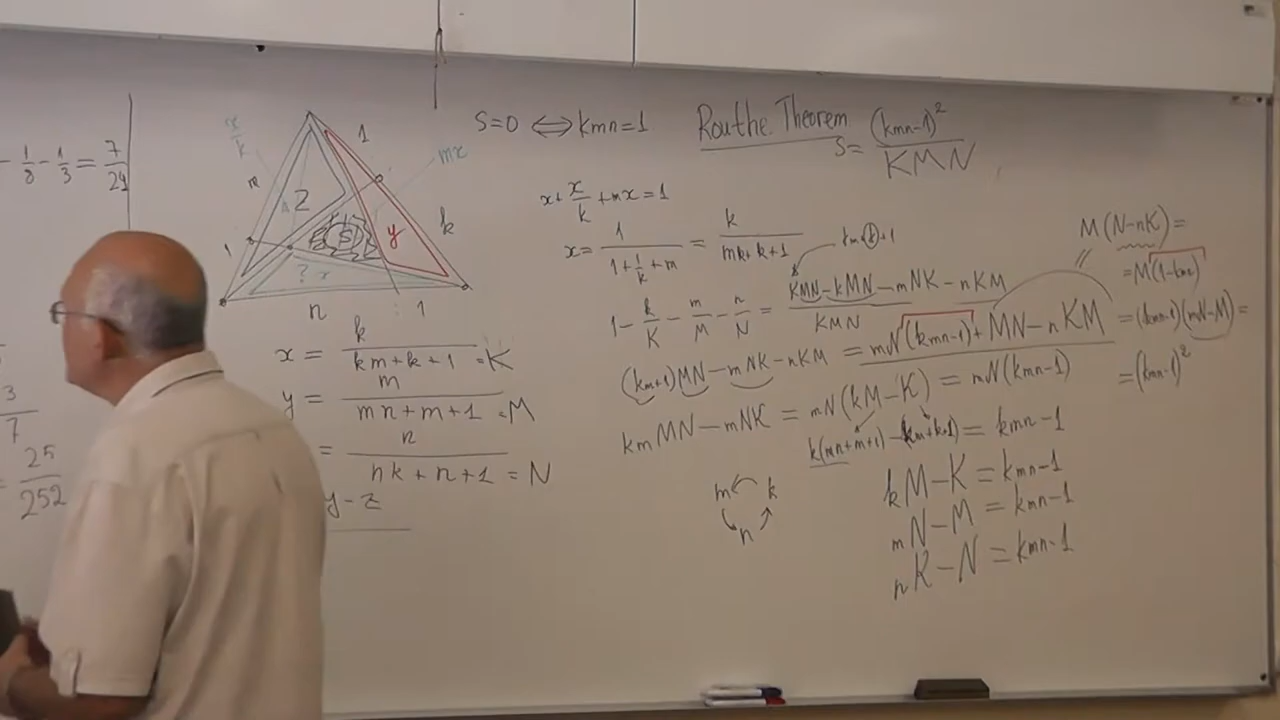 - 1/8 - 1/3 = 7/24
3/7
= 25/252
x/k
1
mx
m
Z
k
1
S
y
? x
n
1
S=0 ⟺ kmn=1
Routhe Theorem
S= (kmn-1)² / KMN
x+ x/k + mx = 1
x = 1 / (1+ 1/k + m) = k / (mk+k+1)
1 - k/K - m/M - n/N = (KMN - kMN - mNK - nKM) / KMN
(km+1)MN - mNK - nKM = mN(kmn-1) + MN - nKM
kmMN - mNK = mN(kM-K) = mN(kmn-1)
k(mn+m+1) - (km+k+1) = kmn-1
kM-K = kmn-1
mN-M = kmn-1
nK-N = kmn-1
m k
n
M(N-nK)=
=M(1-kmn)
=(kmn-1)(mN-M)=
=(kmn-1)²
x = k / (km+k+1) = K
y = m / (mn+m+1) = M
= n / (nk+n+1) = N
y-z